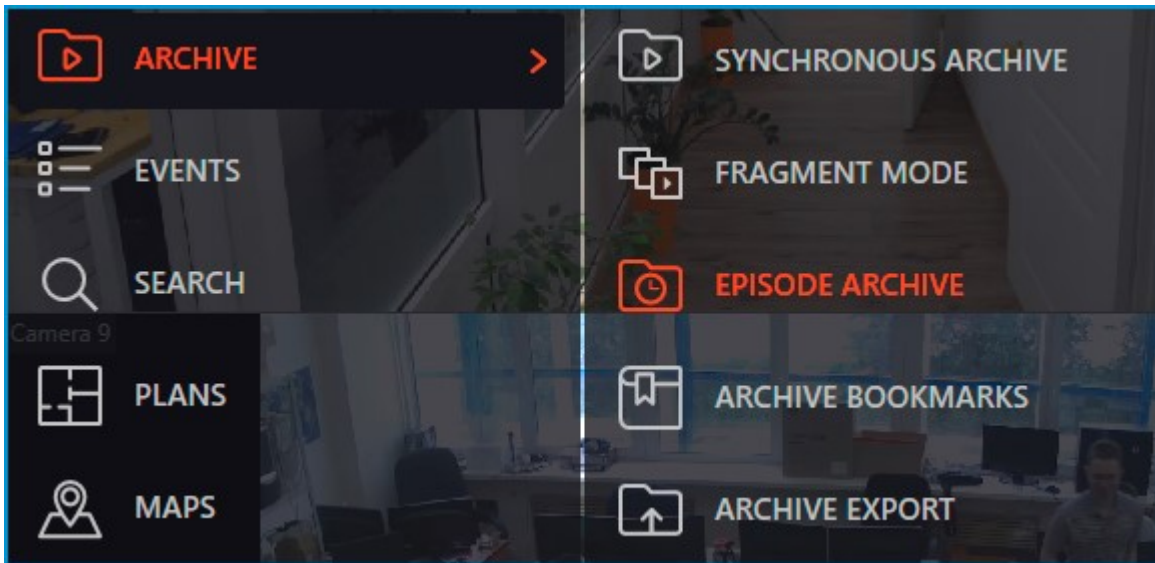 ARCHIVE
EVENTS
SEARCH
Camera 9
PLANS
MAPS
SYNCHRONOUS ARCHIVE
FRAGMENT MODE
EPISODE ARCHIVE
ARCHIVE BOOKMARKS
ARCHIVE EXPORT